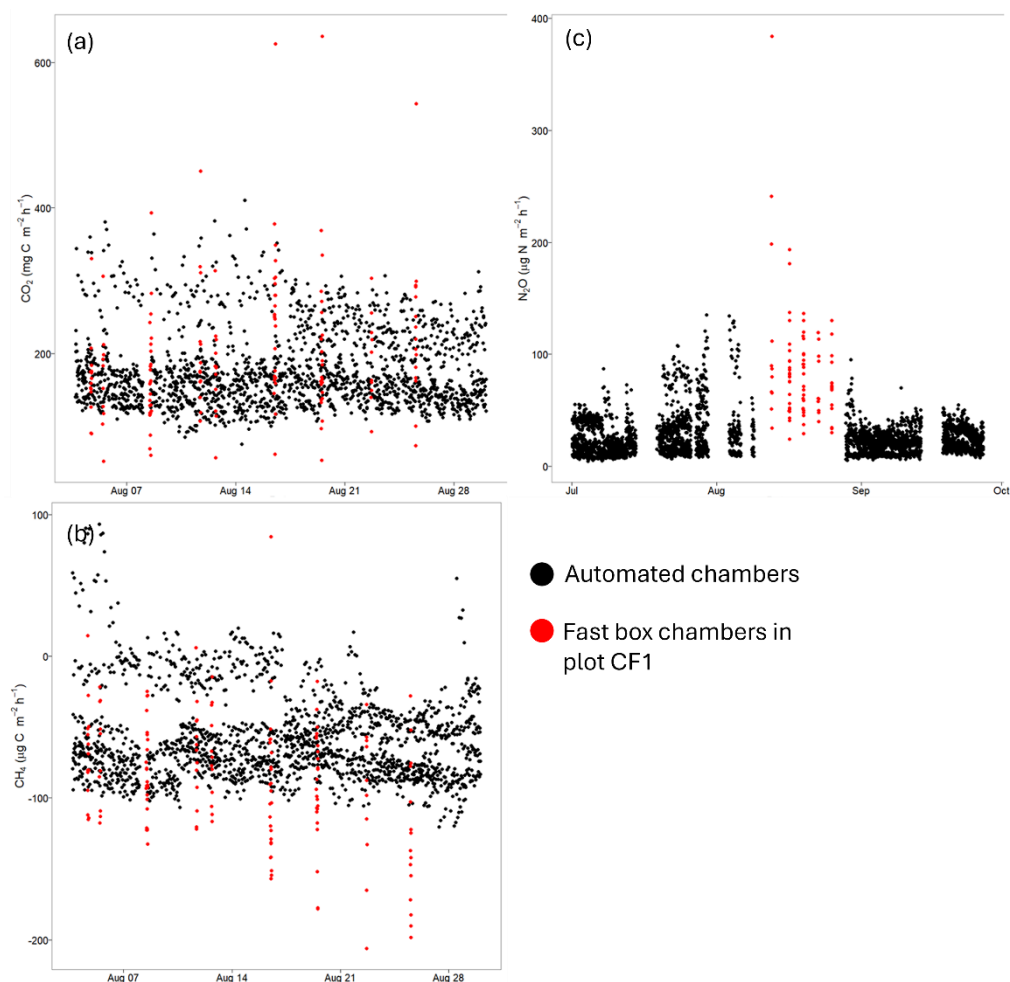 (a)
600
400
200
CO₂ (mg C m⁻² h⁻¹)
Aug 07
Aug 14
Aug 21
Aug 28
(c)
400
300
200
100
0
N₂O (µg N m⁻² h⁻¹)
Jul
Aug
Sep
Oct
(b)
100
0
-100
-200
CH₄ (µg C m⁻² h⁻¹)
Aug 07
Aug 14
Aug 21
Aug 28
Automated chambers
Fast box chambers in
plot CF1